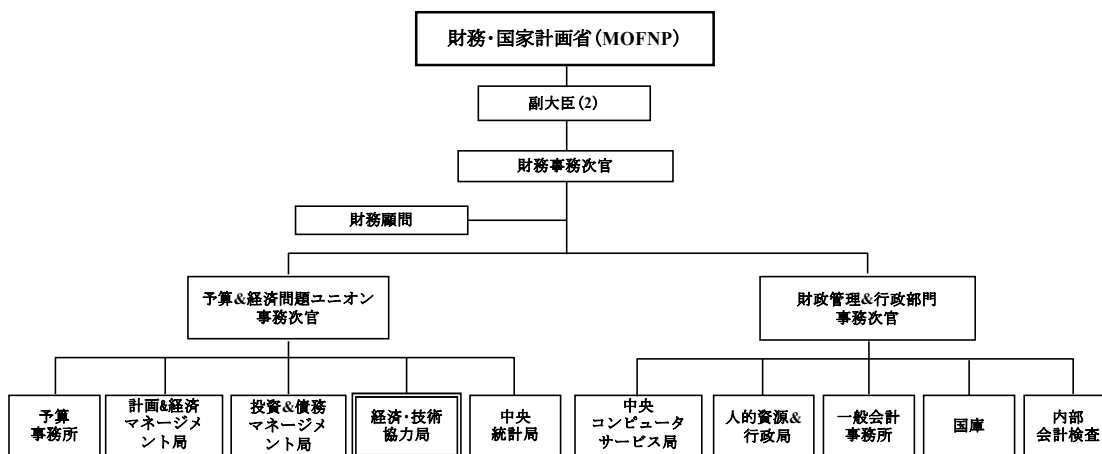 財務・国家計画省(MOFNP)
副大臣(2)
財務事務次官
財務顧問
予算&経済問題ユニオン
事務次官
財政管理&行政部門
事務次官
予算
事務所
計画&経済
マネージメ
ント局
投資&債務
マネージメ
ント局
経済・技術
協力局
中央
統計局
中央
コンピュータ
サービス局
人的資源&
行政局
一般会計
事務所
国庫
内部
会計検査